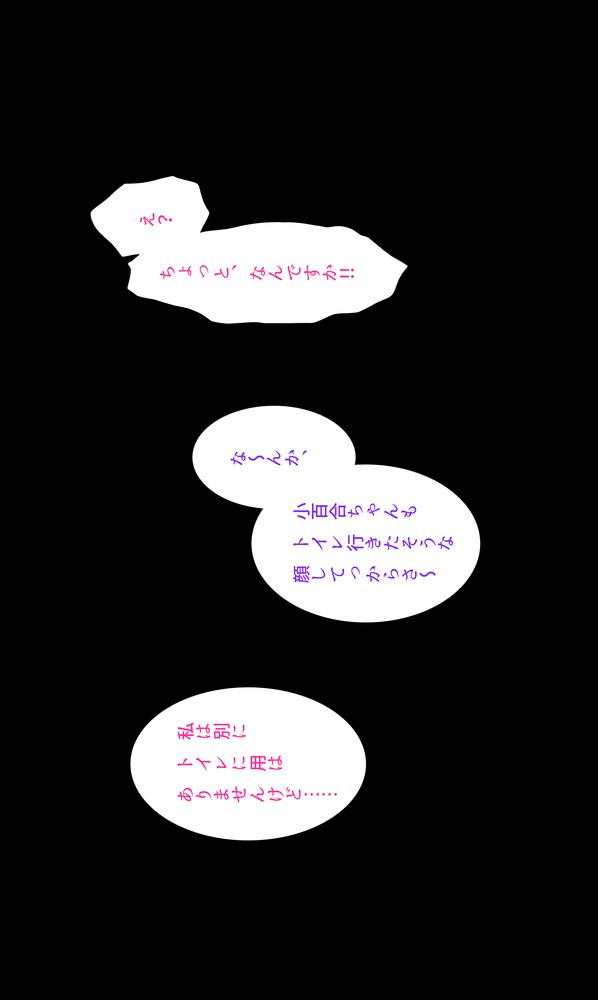 え?
ちょっと、なんですか!!
な～んか、
小百合ちゃんも
トイレ行きたそうな
顔してっからさ～
私は別に
トイレに用は
ありませんけど……